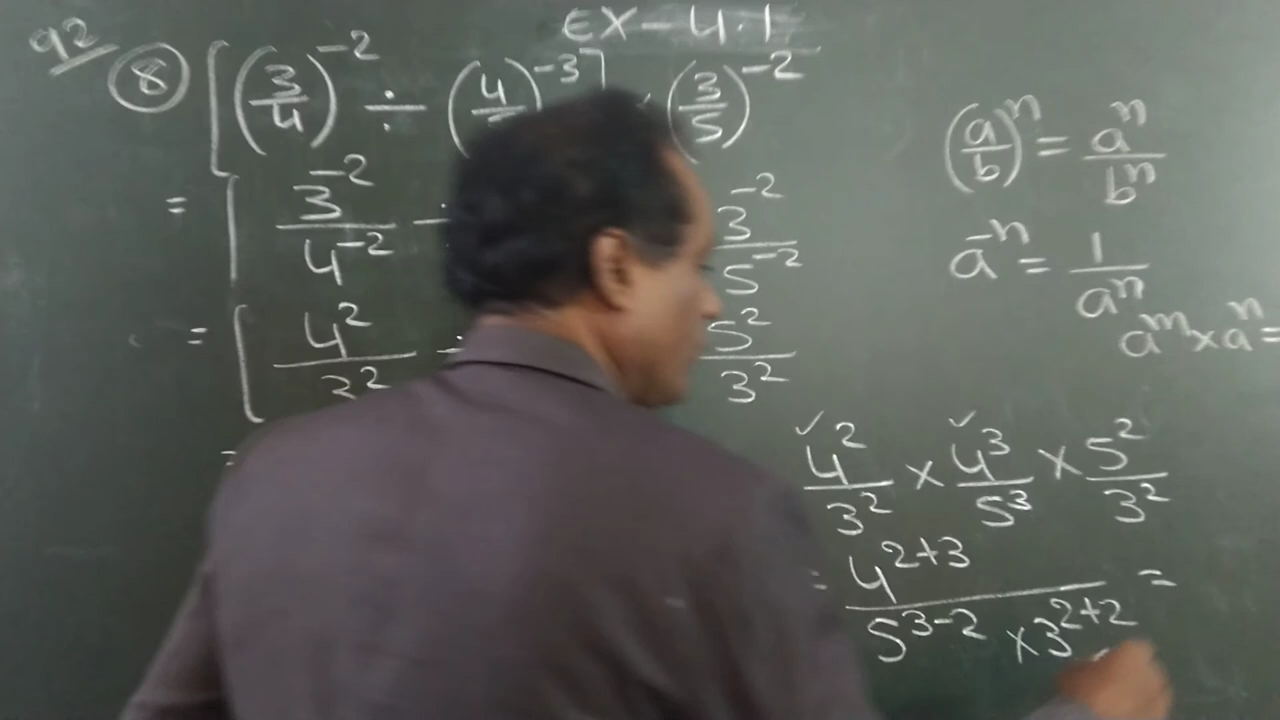 EX-4.1
92 (8) [(3/4)^-2 ÷ (4/ )^-3] (3/5)^-2
(a/b)^n = a^n/b^n
= [ 3^-2/4^-2 ÷ 3^-2/5^-2
a^-n = 1/a^n
a^m × a^n =
= [ 4^2/3^2 ÷ 5^2/3^2
= 4^2/3^2 × 4^3/5^3 × 5^2/3^2
= 4^(2+3) / 5^(3-2) × 3^(2+2) =